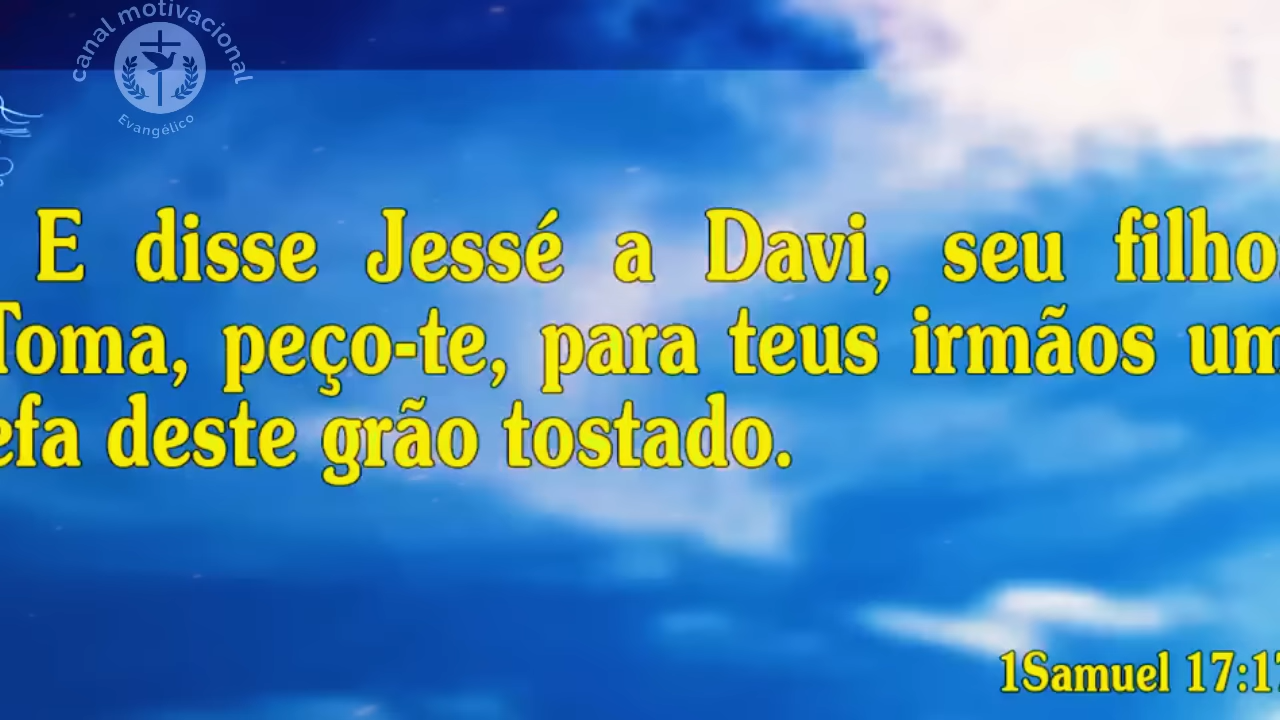 canal motivacional
Evangélico
E disse Jessé a Davi, seu filho:
Toma, peço-te, para teus irmãos um
efa deste grão tostado.
1Samuel 17:17